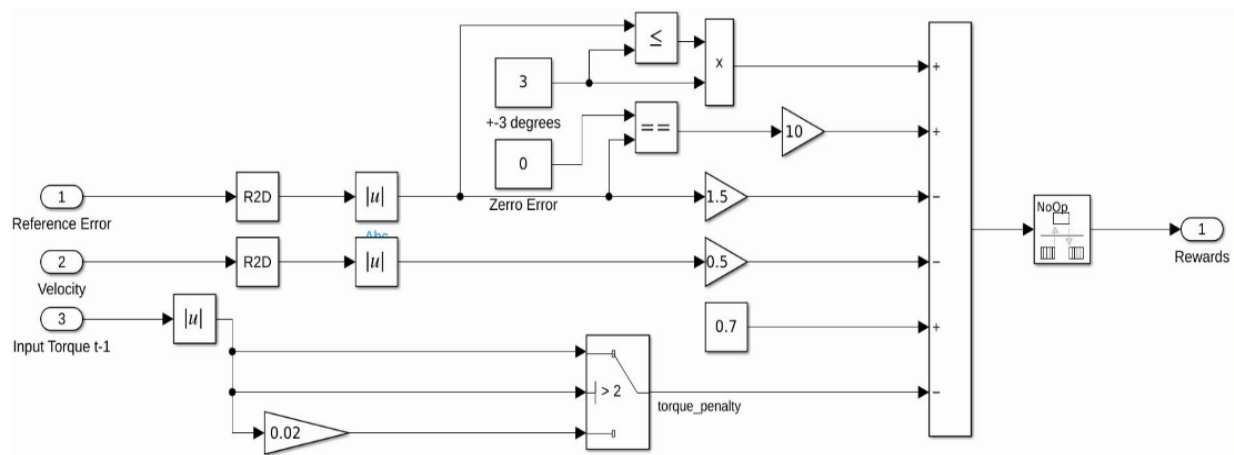 ≤
3
x
+
+-3 degrees
==
10
+
0
Zerro Error
1
R2D
|u|
1.5
−
Reference Error
Abs
NoOp
1
Rewards
2
R2D
|u|
0.5
−
Velocity
3
|u|
0.7
+
Input Torque t-1
> 2
−
torque_penalty
0.02